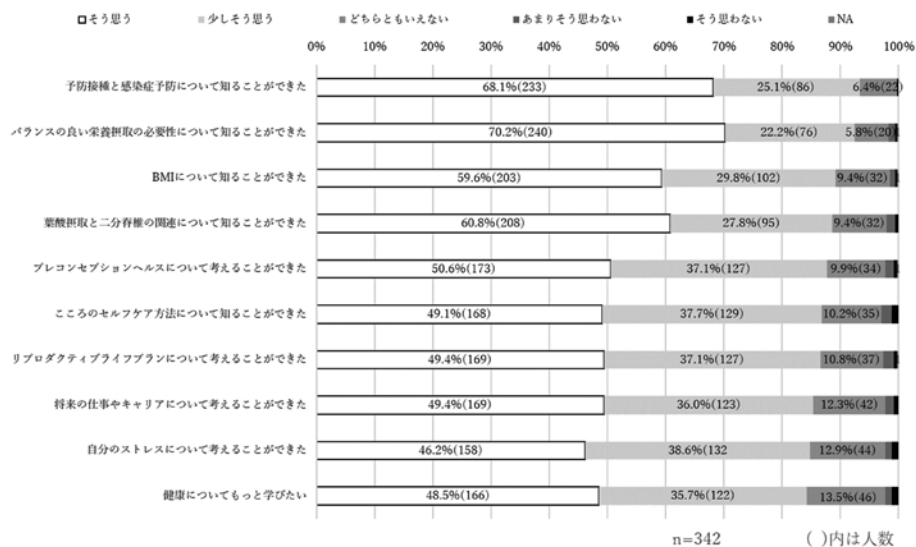 そう思う 少しそう思う どちらともいえない あまりそう思わない そう思わない NA
0% 10% 20% 30% 40% 50% 60% 70% 80% 90% 100%
予防接種と感染症予防について知ることができた 68.1%(233) 25.1%(86) 6.4%(22)
バランスの良い栄養摂取の必要性について知ることができた 70.2%(240) 22.2%(76) 5.8%(20)
BMIについて知ることができた 59.6%(203) 29.8%(102) 9.4%(32)
葉酸摂取と二分脊椎の関連について知ることができた 60.8%(208) 27.8%(95) 9.4%(32)
プレコンセプションヘルスについて考えることができた 50.6%(173) 37.1%(127) 9.9%(34)
こころのセルフケア方法について知ることができた 49.1%(168) 37.7%(129) 10.2%(35)
リプロダクティブライフプランについて考えることができた 49.4%(169) 37.1%(127) 10.8%(37)
将来の仕事やキャリアについて考えることができた 49.4%(169) 36.0%(123) 12.3%(42)
自分のストレスについて考えることができた 46.2%(158) 38.6%(132 12.9%(44)
健康についてもっと学びたい 48.5%(166) 35.7%(122) 13.5%(46)
n=342 ( )内は人数